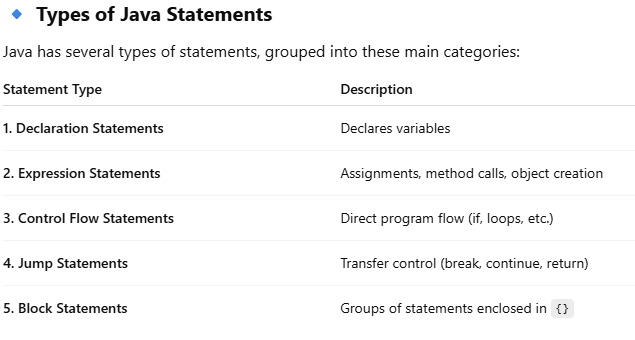 Types of Java Statements
Java has several types of statements, grouped into these main categories:
Statement Type Description
1. Declaration Statements Declares variables
2. Expression Statements Assignments, method calls, object creation
3. Control Flow Statements Direct program flow (if, loops, etc.)
4. Jump Statements Transfer control (break, continue, return)
5. Block Statements Groups of statements enclosed in {}